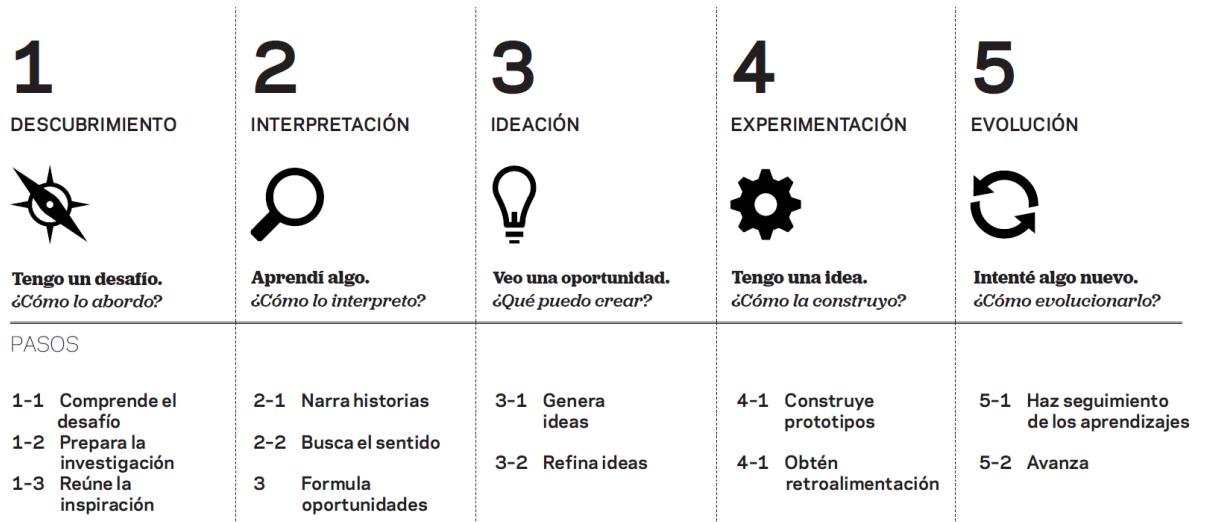 1
DESCUBRIMIENTO
Tengo un desafío.
¿Cómo lo abordo?
2
INTERPRETACIÓN
Aprendí algo.
¿Cómo lo interpreto?
3
IDEACIÓN
Veo una oportunidad.
¿Qué puedo crear?
4
EXPERIMENTACIÓN
Tengo una idea.
¿Cómo la construyo?
5
EVOLUCIÓN
Intenté algo nuevo.
¿Cómo evolucionarlo?
PASOS
1-1 Comprende el
desafío
1-2 Prepara la
investigación
1-3 Reúne la
inspiración
2-1 Narra historias
2-2 Busca el sentido
3 Formula
oportunidades
3-1 Genera
ideas
3-2 Refina ideas
4-1 Construye
prototipos
4-1 Obtén
retroalimentación
5-1 Haz seguimiento
de los aprendizajes
5-2 Avanza